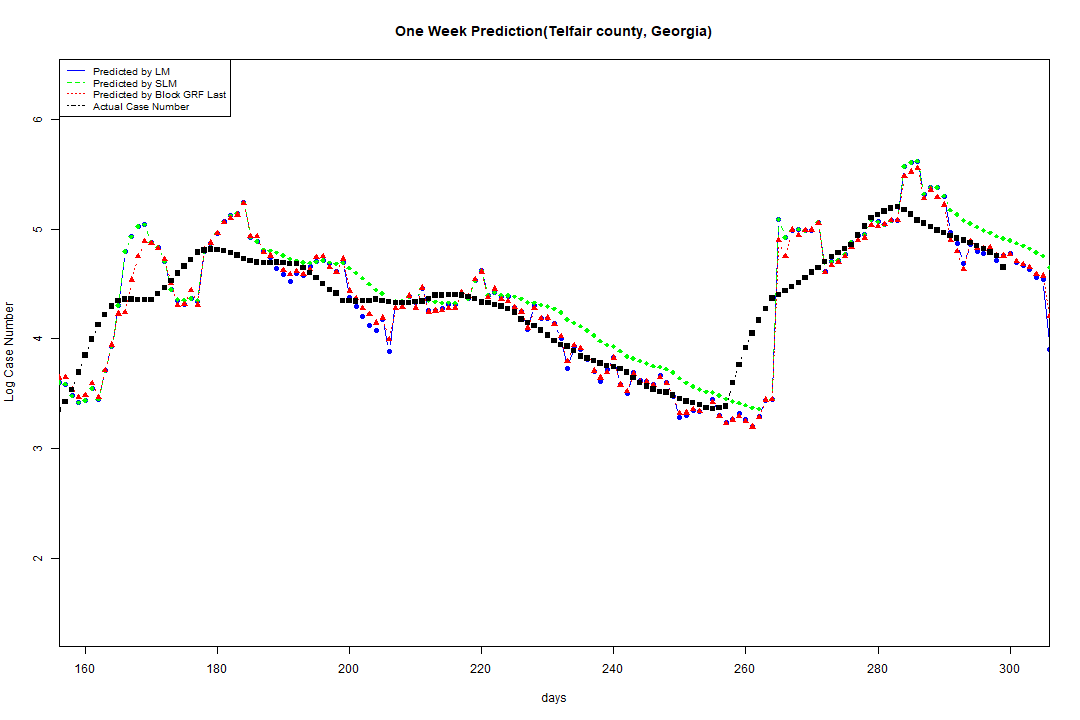 One Week Prediction(Telfair county, Georgia)
Predicted by LM
Predicted by SLM
Predicted by Block GRF Last
Actual Case Number
Log Case Number
6
5
4
3
2
160 180 200 220 240 260 280 300
days